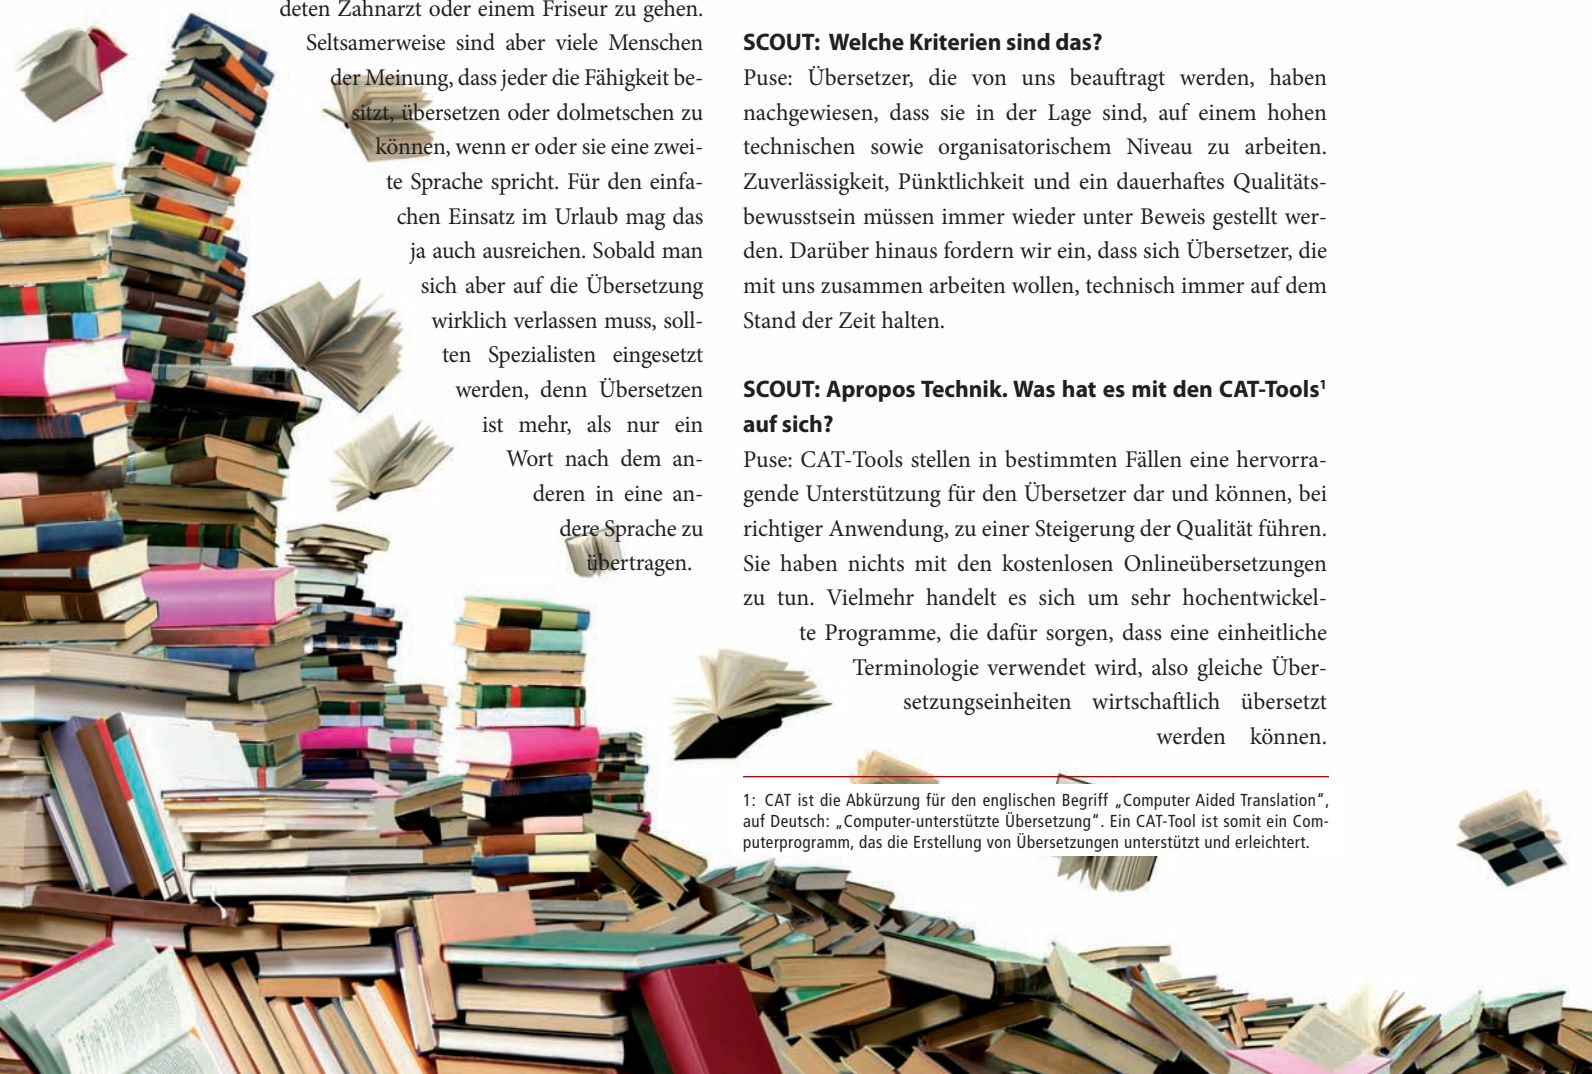 deten Zahnarzt oder einem Friseur zu gehen.
Seltsamerweise sind aber viele Menschen
der Meinung, dass jeder die Fähigkeit be-
sitzt, übersetzen oder dolmetschen zu
können, wenn er oder sie eine zwei-
te Sprache spricht. Für den einfa-
chen Einsatz im Urlaub mag das
ja auch ausreichen. Sobald man
sich aber auf die Übersetzung
wirklich verlassen muss, soll-
ten Spezialisten eingesetzt
werden, denn Übersetzen
ist mehr, als nur ein
Wort nach dem an-
deren in eine an-
dere Sprache zu
übertragen.
SCOUT: Welche Kriterien sind das?
Puse: Übersetzer, die von uns beauftragt werden, haben
nachgewiesen, dass sie in der Lage sind, auf einem hohen
technischen sowie organisatorischem Niveau zu arbeiten.
Zuverlässigkeit, Pünktlichkeit und ein dauerhaftes Qualitäts-
bewusstsein müssen immer wieder unter Beweis gestellt wer-
den. Darüber hinaus fordern wir ein, dass sich Übersetzer, die
mit uns zusammen arbeiten wollen, technisch immer auf dem
Stand der Zeit halten.
SCOUT: Apropos Technik. Was hat es mit den CAT-Tools¹
auf sich?
Puse: CAT-Tools stellen in bestimmten Fällen eine hervorra-
gende Unterstützung für den Übersetzer dar und können, bei
richtiger Anwendung, zu einer Steigerung der Qualität führen.
Sie haben nichts mit den kostenlosen Onlineübersetzungen
zu tun. Vielmehr handelt es sich um sehr hochentwickel-
te Programme, die dafür sorgen, dass eine einheitliche
Terminologie verwendet wird, also gleiche Über-
setzungseinheiten wirtschaftlich übersetzt
werden können.
1: CAT ist die Abkürzung für den englischen Begriff „Computer Aided Translation",
auf Deutsch: „Computer-unterstützte Übersetzung". Ein CAT-Tool ist somit ein Com-
puterprogramm, das die Erstellung von Übersetzungen unterstützt und erleichtert.